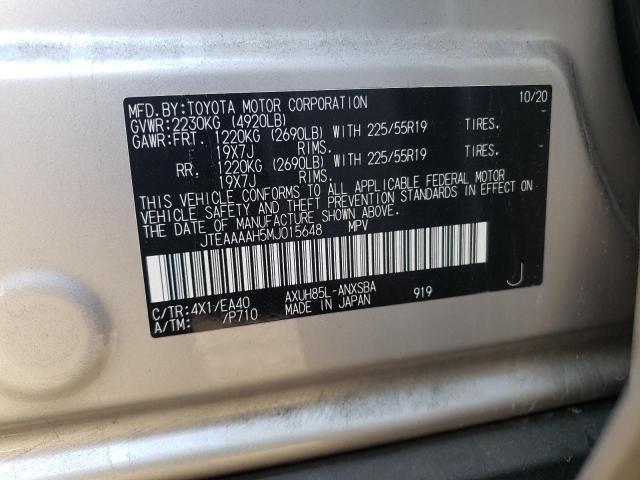 MFD.BY:TOYOTA MOTOR CORPORATION 10/20
GVWR:2230KG (4920LB)
GAWR:FRT. 1220KG (2690LB) WITH 225/55R19 TIRES.
19X7J RIMS.
RR. 1220KG (2690LB) WITH 225/55R19 TIRES.
19X7J RIMS.
THIS VEHICLE CONFORMS TO ALL APPLICABLE FEDERAL MOTOR
VEHICLE SAFETY AND THEFT PREVENTION STANDARDS IN EFFECT ON
THE DATE OF MANUFACTURE SHOWN ABOVE.
JTEAAAAH5MJ015648 MPV
C/TR:4X1/EA40 AXUH85L-ANXSBA 919 J
A/TM: /P710 MADE IN JAPAN